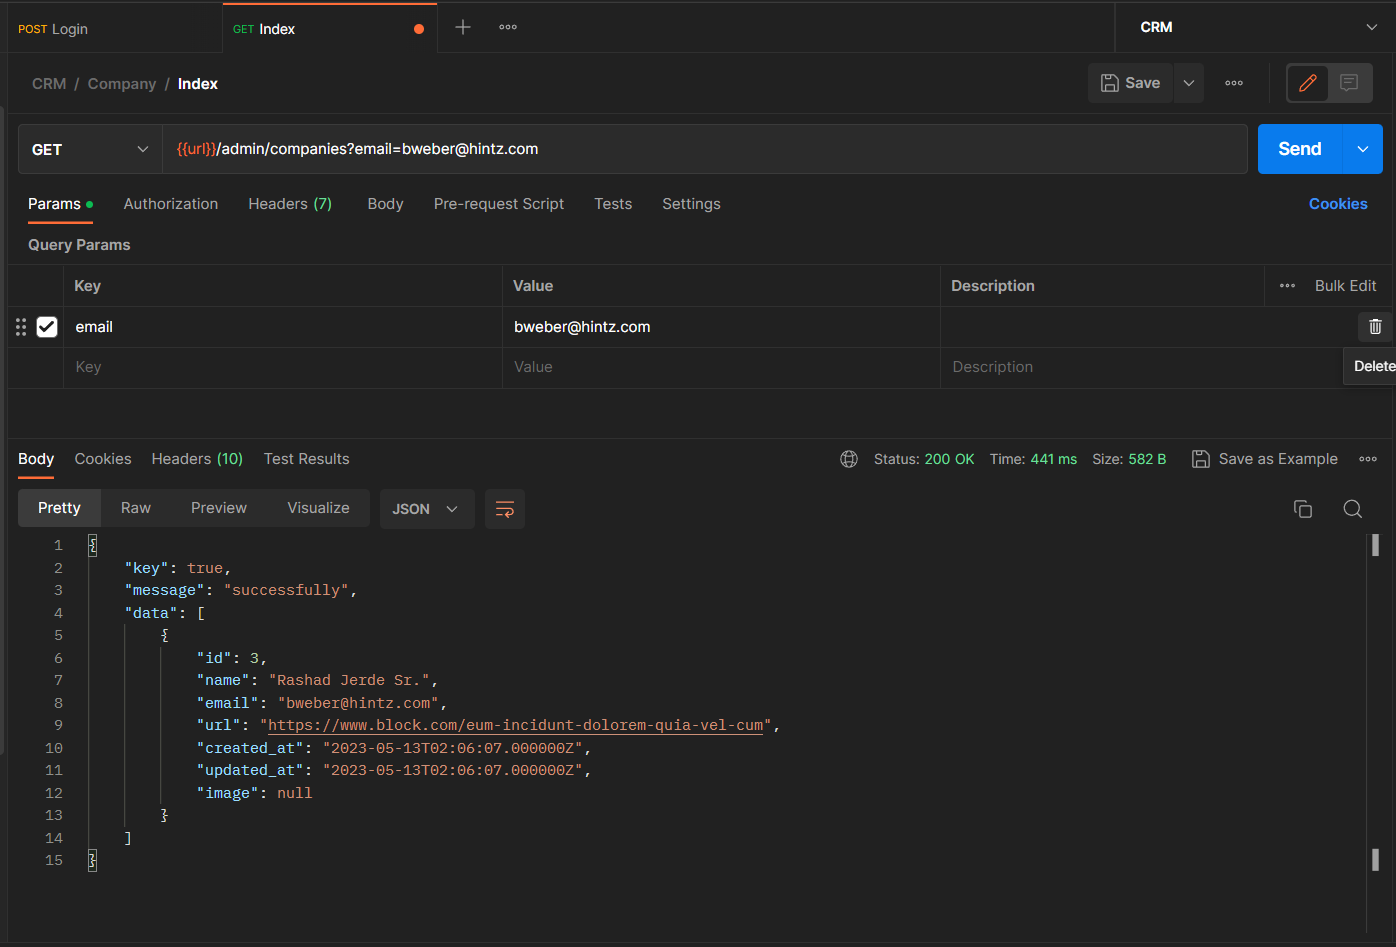 POST Login
GET Index
CRM
CRM / Company / Index
Save
GET
{{url}}/admin/companies?email=bweber@hintz.com
Send
Params Authorization Headers (7) Body Pre-request Script Tests Settings Cookies
Query Params
Key Value Description Bulk Edit
email bweber@hintz.com
Key Value Description
Delete
Body Cookies Headers (10) Test Results Status: 200 OK Time: 441 ms Size: 582 B Save as Example
Pretty Raw Preview Visualize JSON
1 {
2 "key": true,
3 "message": "successfully",
4 "data": [
5 {
6 "id": 3,
7 "name": "Rashad Jerde Sr.",
8 "email": "bweber@hintz.com",
9 "url": "https://www.block.com/eum-incidunt-dolorem-quia-vel-cum",
10 "created_at": "2023-05-13T02:06:07.000000Z",
11 "updated_at": "2023-05-13T02:06:07.000000Z",
12 "image": null
13 }
14 ]
15 }